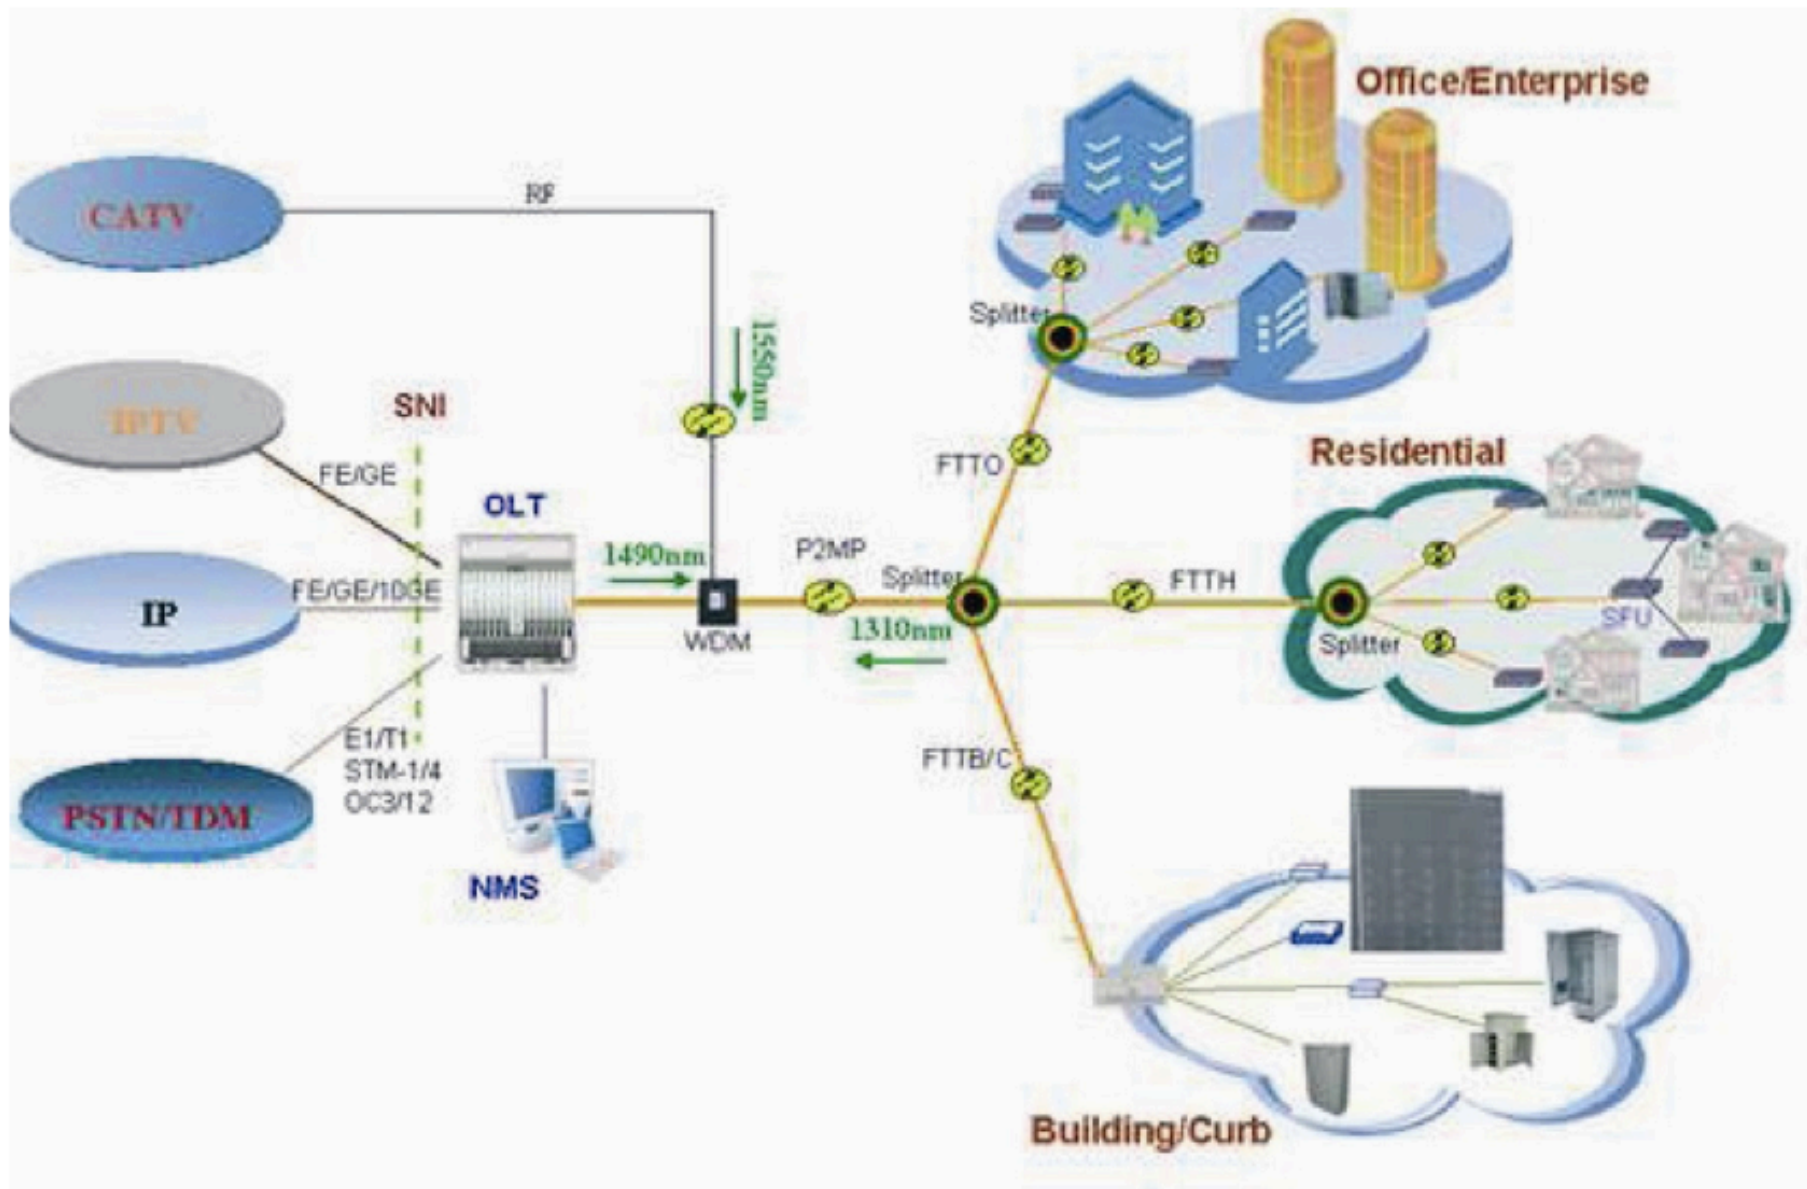 Office/Enterprise
CATV
RF
1550nm
Splitter
IPTV
SNI
FE/GE
FTTO
Residential
OLT
1490nm
P2MP
Splitter
FTTH
IP
FE/GE/10GE
WDM
1310nm
SFU
Splitter
E1/T1
STM-1/4
OC3/12
PSTN/TDM
FTTB/C
NMS
Building/Curb